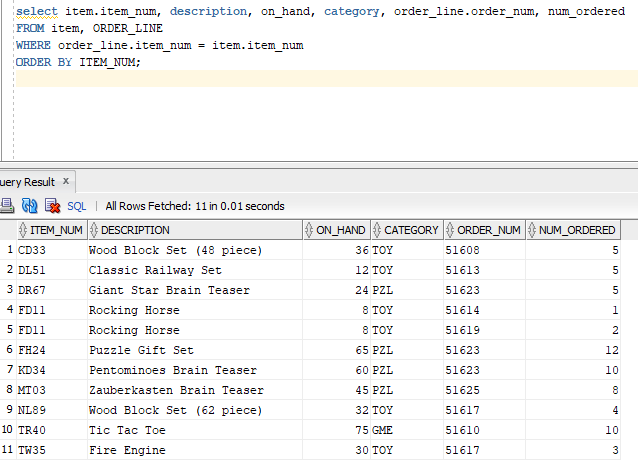 select item.item_num, description, on_hand, category, order_line.order_num, num_ordered
FROM item, ORDER_LINE
WHERE order_line.item_num = item.item_num
ORDER BY ITEM_NUM;
uery Result x
SQL | All Rows Fetched: 11 in 0.01 seconds
ITEM_NUM DESCRIPTION ON_HAND CATEGORY ORDER_NUM NUM_ORDERED
1 CD33 Wood Block Set (48 piece) 36 TOY 51608 5
2 DL51 Classic Railway Set 12 TOY 51613 5
3 DR67 Giant Star Brain Teaser 24 PZL 51623 5
4 FD11 Rocking Horse 8 TOY 51614 1
5 FD11 Rocking Horse 8 TOY 51619 2
6 FH24 Puzzle Gift Set 65 PZL 51623 12
7 KD34 Pentominoes Brain Teaser 60 PZL 51623 10
8 MT03 Zauberkasten Brain Teaser 45 PZL 51625 8
9 NL89 Wood Block Set (62 piece) 32 TOY 51617 4
10 TR40 Tic Tac Toe 75 GME 51610 10
11 TW35 Fire Engine 30 TOY 51617 3